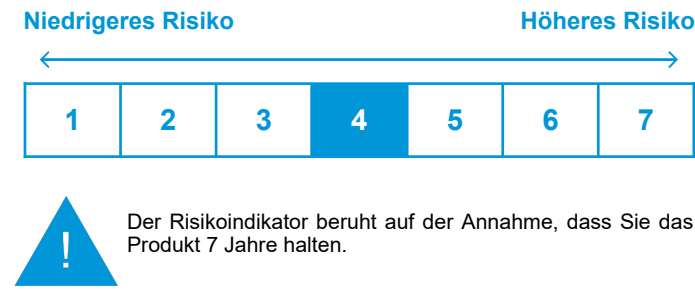 Niedrigeres Risiko Höheres Risiko
1 2 3 4 5 6 7
! Der Risikoindikator beruht auf der Annahme, dass Sie das
Produkt 7 Jahre halten.